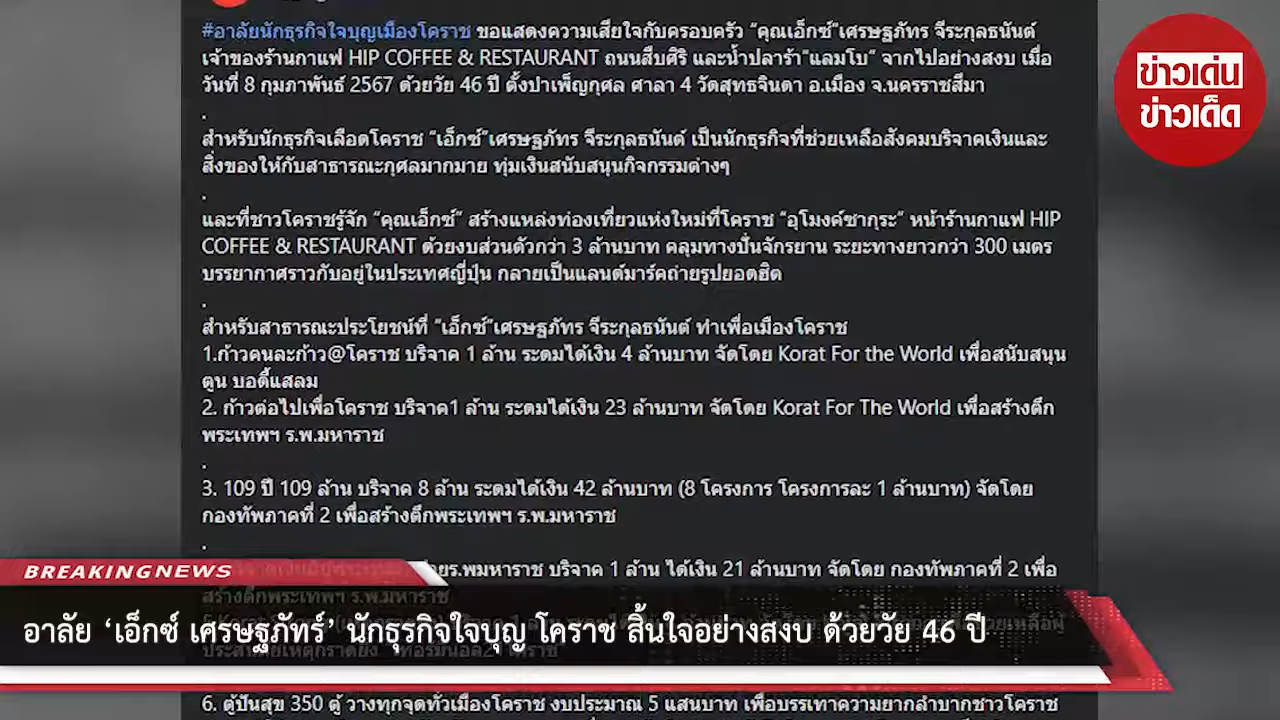 #อาลัยนักธุรกิจใจบุญเมืองโคราช ขอแสดงความเสียใจกับครอบครัว “คุณเอ็กซ์”เศรษฐภัทร จีระกุลธนันต์
เจ้าของร้านกาแฟ HIP COFFEE & RESTAURANT ถนนสืบศิริ และน้ำปลาร้า“แลมโบ” จากไปอย่างสงบ เมื่อ
วันที่ 8 กุมภาพันธ์ 2567 ด้วยวัย 46 ปี ตั้งบำเพ็ญกุศล ศาลา 4 วัดสุทธจินดา อ.เมือง จ.นครราชสีมา
.
สำหรับนักธุรกิจเลือดโคราช “เอ็กซ์”เศรษฐภัทร จีระกุลธนันต์ เป็นนักธุรกิจที่ช่วยเหลือสังคมบริจาคเงินและ
สิ่งของให้กับสาธารณะกุศลมากมาย ทุ่มเงินสนับสนุนกิจกรรมต่างๆ
.
และที่ชาวโคราชรู้จัก “คุณเอ็กซ์” สร้างแหล่งท่องเที่ยวแห่งใหม่ที่โคราช “อุโมงค์ซากุระ” หน้าร้านกาแฟ HIP
COFFEE & RESTAURANT ด้วยงบส่วนตัวกว่า 3 ล้านบาท คลุมทางปั่นจักรยาน ระยะทางยาวกว่า 300 เมตร
บรรยากาศราวกับอยู่ในประเทศญี่ปุ่น กลายเป็นแลนด์มาร์คถ่ายรูปยอดฮิต
.
สำหรับสาธารณะประโยชน์ที่ “เอ็กซ์”เศรษฐภัทร จีระกุลธนันต์ ทำเพื่อเมืองโคราช
1.ก้าวคนละก้าว@โคราช บริจาค 1 ล้าน ระดมได้เงิน 4 ล้านบาท จัดโดย Korat For the World เพื่อสนับสนุน
ตูน บอดี้แสลม
2. ก้าวต่อไปเพื่อโคราช บริจาค1 ล้าน ระดมได้เงิน 23 ล้านบาท จัดโดย Korat For The World เพื่อสร้างตึก
พระเทพฯ ร.พ.มหาราช
.
3. 109 ปี 109 ล้าน บริจาค 8 ล้าน ระดมได้เงิน 42 ล้านบาท (8 โครงการ โครงการละ 1 ล้านบาท) จัดโดย
กองทัพภาคที่ 2 เพื่อสร้างตึกพระเทพฯ ร.พ.มหาราช
.
ร.พมหาราช บริจาค 1 ล้าน ได้เงิน 21 ล้านบาท จัดโดย กองทัพภาคที่ 2 เพื่อ
สร้างตึกพระเทพฯ ร.พ.มหาราช
6. ตู้ปันสุข 350 ตู้ วางทุกจุดทั่วเมืองโคราช งบประมาณ 5 แสนบาท เพื่อบรรเทาความยากลำบากชาวโคราช
ข่าวเด่น
ข่าวเด็ด
BREAKINGNEWS
อาลัย ‘เอ็กซ์ เศรษฐภัทร์’ นักธุรกิจใจบุญ โคราช สิ้นใจอย่างสงบ ด้วยวัย 46 ปี